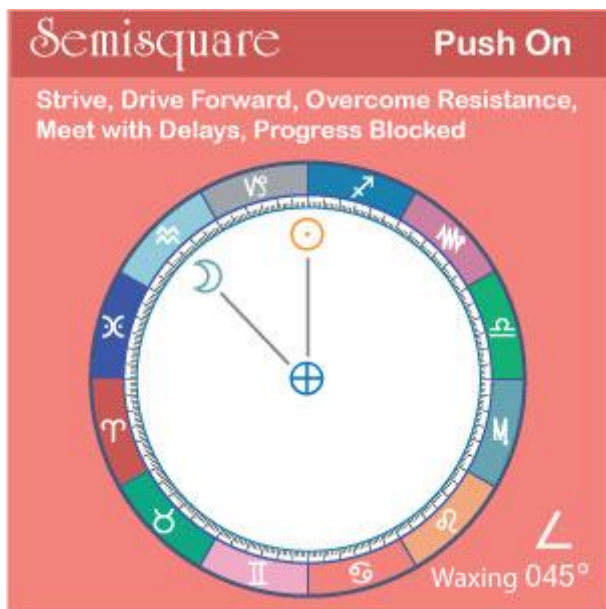 Semisquare Push On
Strive, Drive Forward, Overcome Resistance,
Meet with Delays, Progress Blocked
Waxing 045°